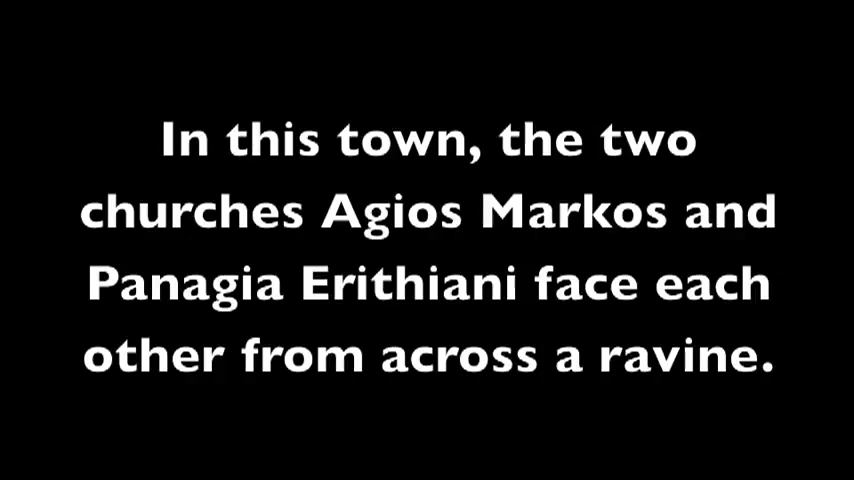 In this town, the two
churches Agios Markos and
Panagia Erithiani face each
other from across a ravine.